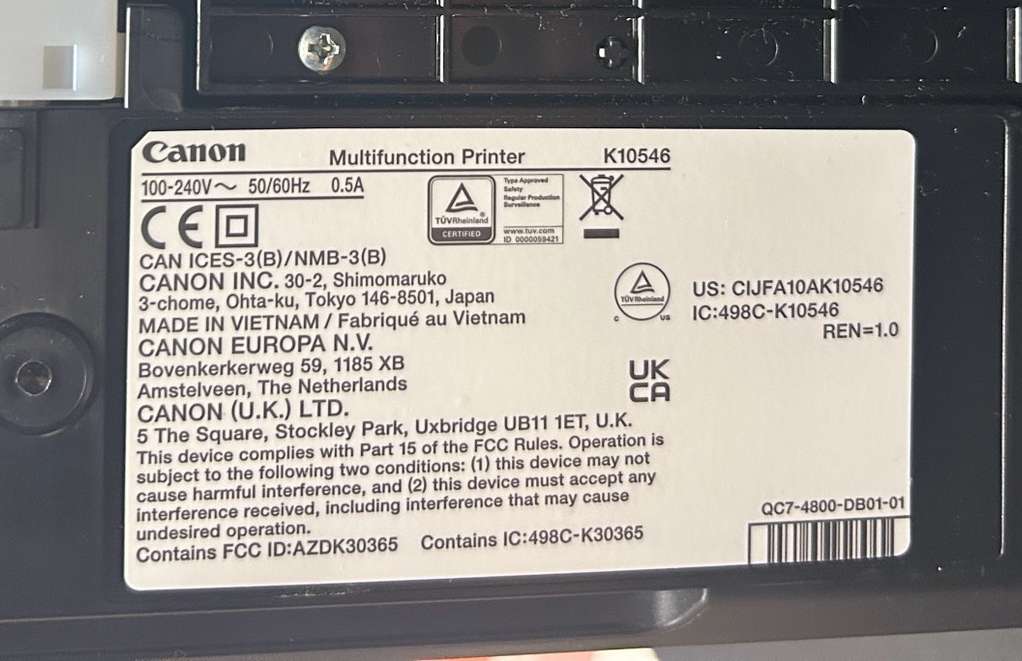 Canon Multifunction Printer K10546
100-240V~ 50/60Hz 0.5A
CE
TÜVRheinland®
CERTIFIED
Type Approved
Safety
Regular Production
Surveillance
www.tuv.com
ID 0000059421
CAN ICES-3(B)/NMB-3(B)
CANON INC. 30-2, Shimomaruko
3-chome, Ohta-ku, Tokyo 146-8501, Japan
MADE IN VIETNAM / Fabriqué au Vietnam
CANON EUROPA N.V.
Bovenkerkerweg 59, 1185 XB
Amstelveen, The Netherlands
CANON (U.K.) LTD.
5 The Square, Stockley Park, Uxbridge UB11 1ET, U.K.
This device complies with Part 15 of the FCC Rules. Operation is
subject to the following two conditions: (1) this device may not
cause harmful interference, and (2) this device must accept any
interference received, including interference that may cause
undesired operation.
Contains FCC ID:AZDK30365 Contains IC:498C-K30365
TÜVRheinland
C US
US: CIJFA10AK10546
IC:498C-K10546
REN=1.0
UK
CA
QC7-4800-DB01-01